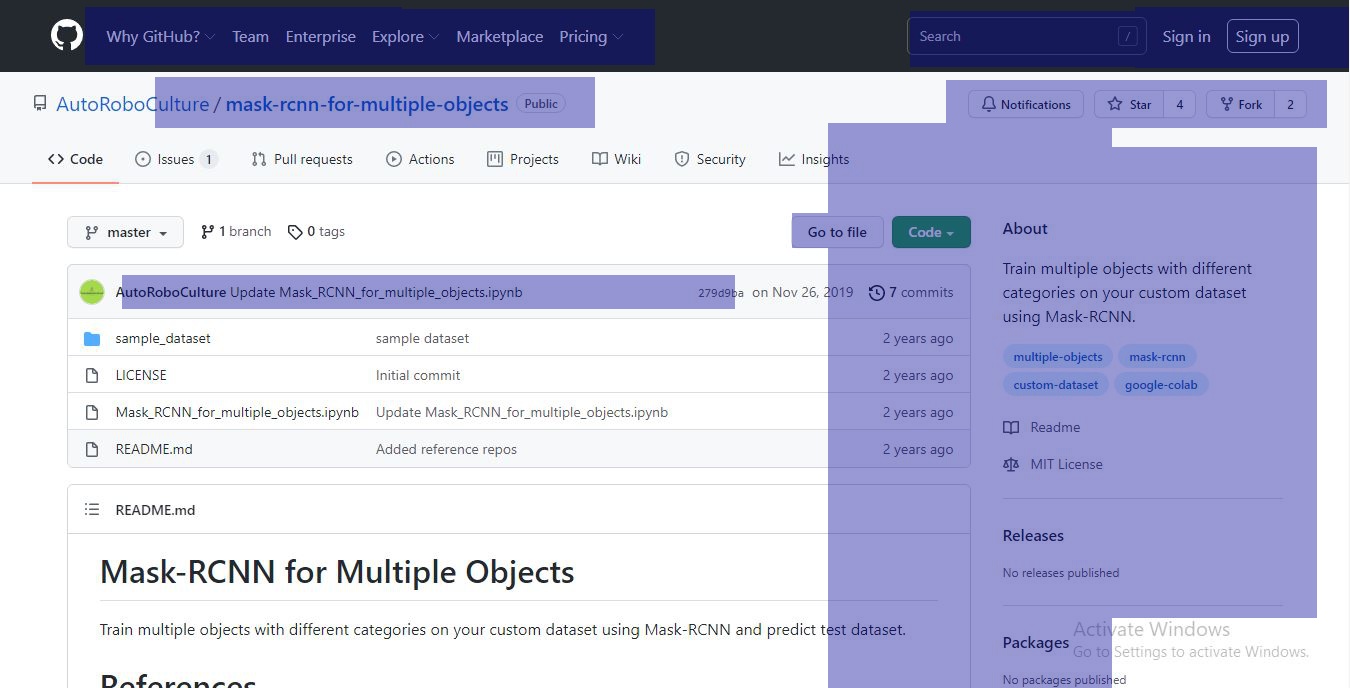 Why GitHub? Team Enterprise Explore Marketplace Pricing Search / Sign in Sign up
AutoRoboCulture / mask-rcnn-for-multiple-objects Public Notifications Star 4 Fork 2
Code Issues 1 Pull requests Actions Projects Wiki Security Insights
master 1 branch 0 tags Go to file Code
AutoRoboCulture Update Mask_RCNN_for_multiple_objects.ipynb 279d9ba on Nov 26, 2019 7 commits
sample_dataset sample dataset 2 years ago
LICENSE Initial commit 2 years ago
Mask_RCNN_for_multiple_objects.ipynb Update Mask_RCNN_for_multiple_objects.ipynb 2 years ago
README.md Added reference repos 2 years ago
README.md
Mask-RCNN for Multiple Objects
Train multiple objects with different categories on your custom dataset using Mask-RCNN and predict test dataset.
References
About
Train multiple objects with different
categories on your custom dataset
using Mask-RCNN.
multiple-objects mask-rcnn
custom-dataset google-colab
Readme
MIT License
Releases
No releases published
Packages
No packages published
Activate Windows
Go to Settings to activate Windows.